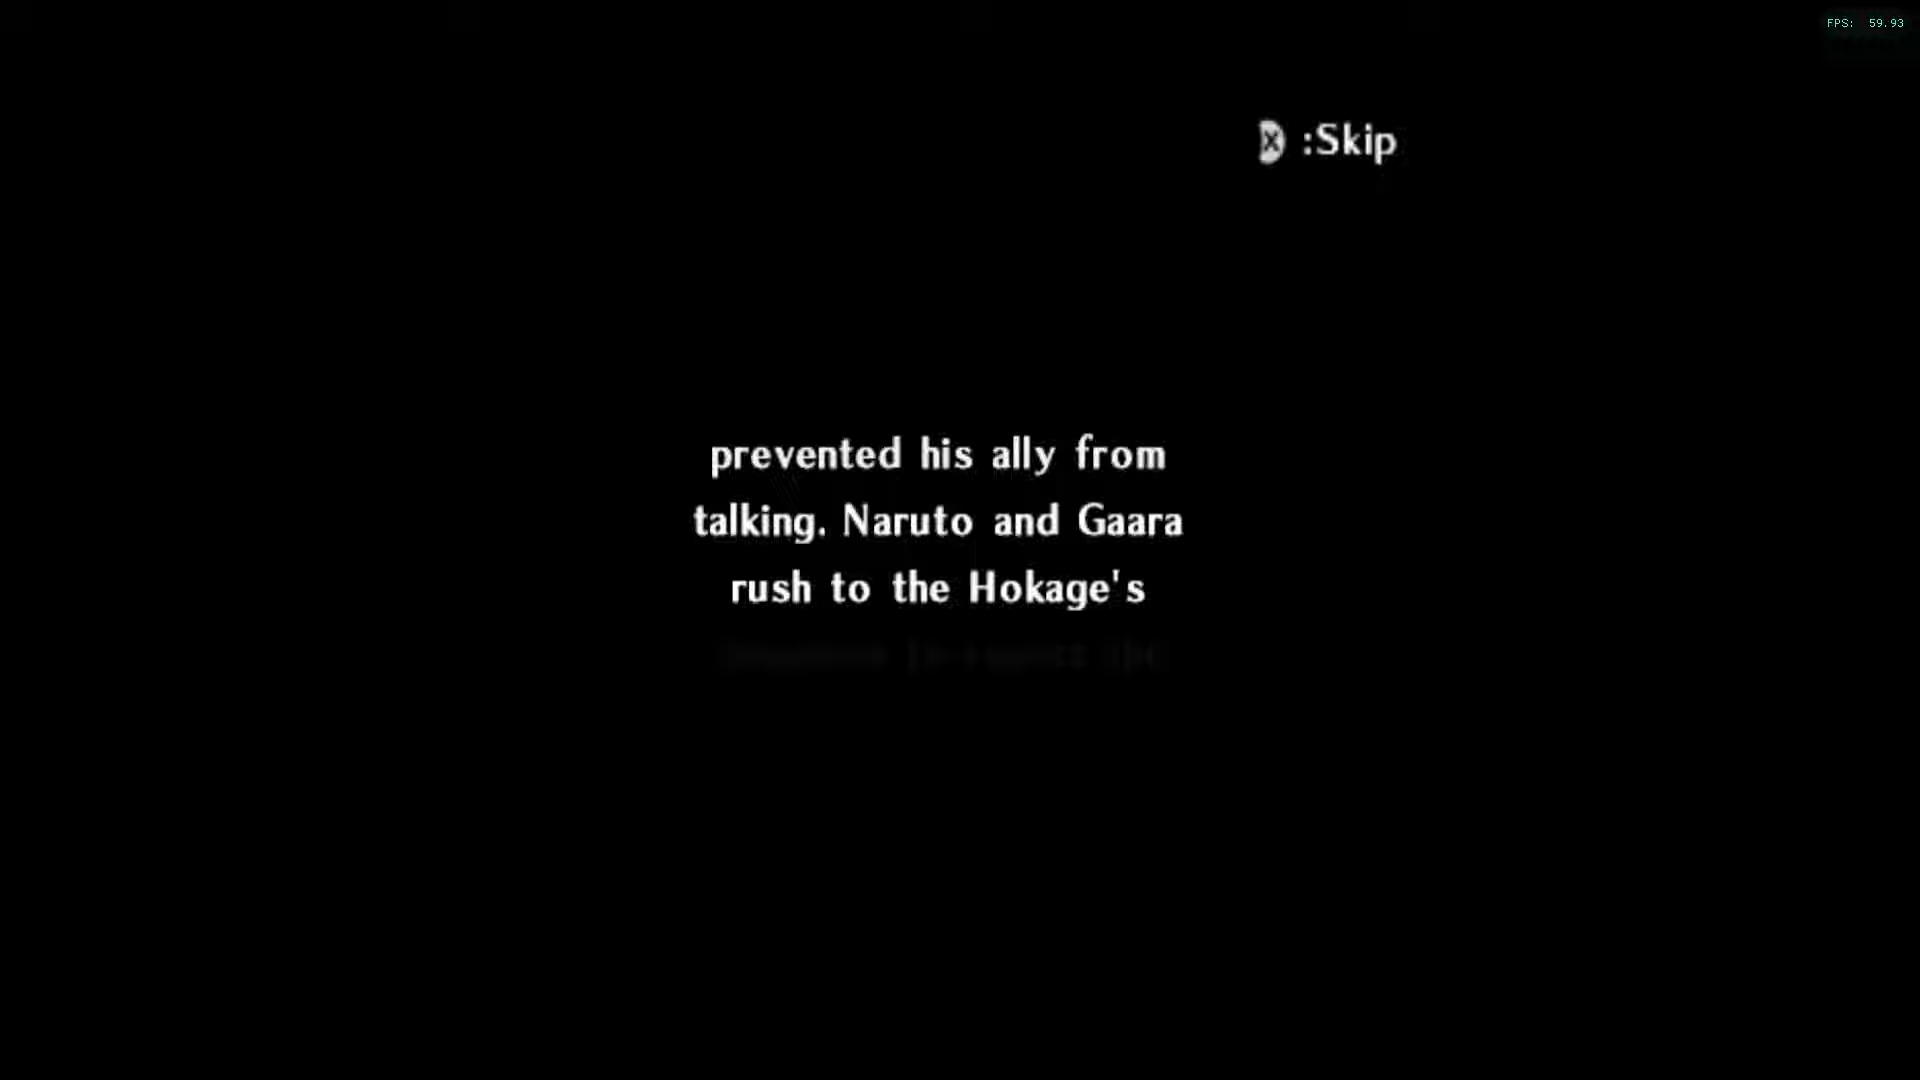 FPS: 59.93
X :Skip
prevented his ally from
talking. Naruto and Gaara
rush to the Hokage's